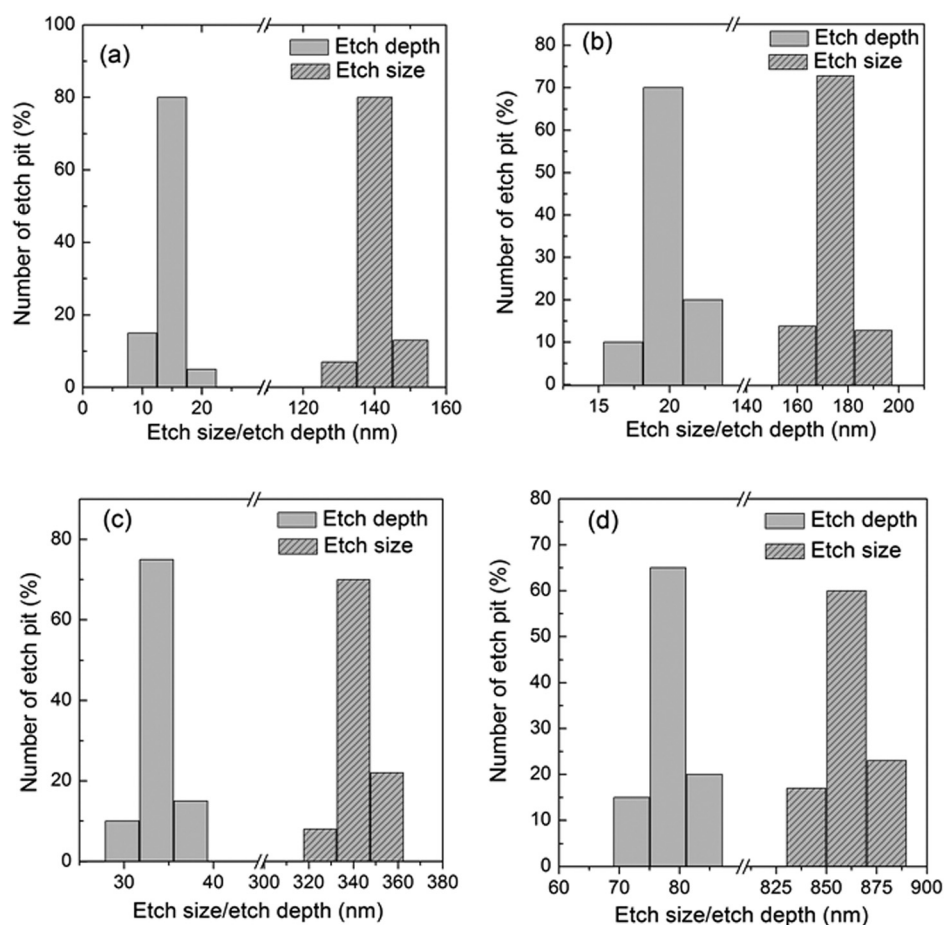 (a)
Etch depth
Etch size
Number of etch pit (%)
100
80
60
40
20
0
0 10 20 120 140 160
Etch size/etch depth (nm)
(b)
Etch depth
Etch size
Number of etch pit (%)
80
70
60
50
40
30
20
10
0
15 20 140 160 180 200
Etch size/etch depth (nm)
(c)
Etch depth
Etch size
Number of etch pit (%)
80
60
40
20
0
30 40 300 320 340 360 380
Etch size/etch depth (nm)
(d)
Etch depth
Etch size
Number of etch pit (%)
80
70
60
50
40
30
20
10
0
60 70 80 825 850 875 900
Etch size/etch depth (nm)